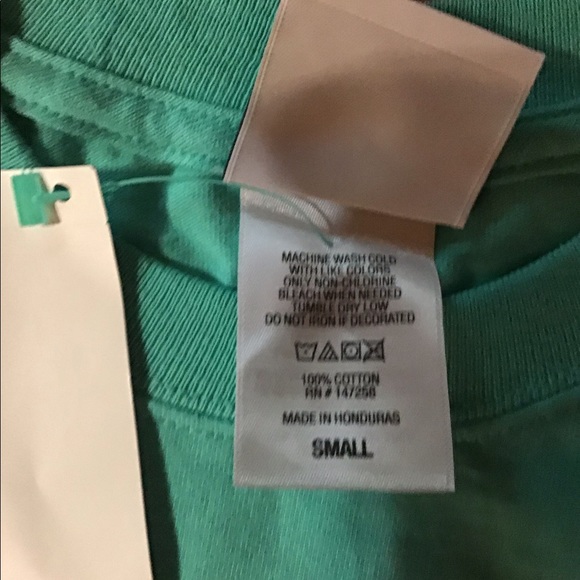 MACHINE WASH COLD
WITH LIKE COLORS
ONLY NON-CHLORINE
BLEACH WHEN NEEDED
TUMBLE DRY LOW
DO NOT IRON IF DECORATED
100% COTTON
RN # 147258
MADE IN HONDURAS
SMALL